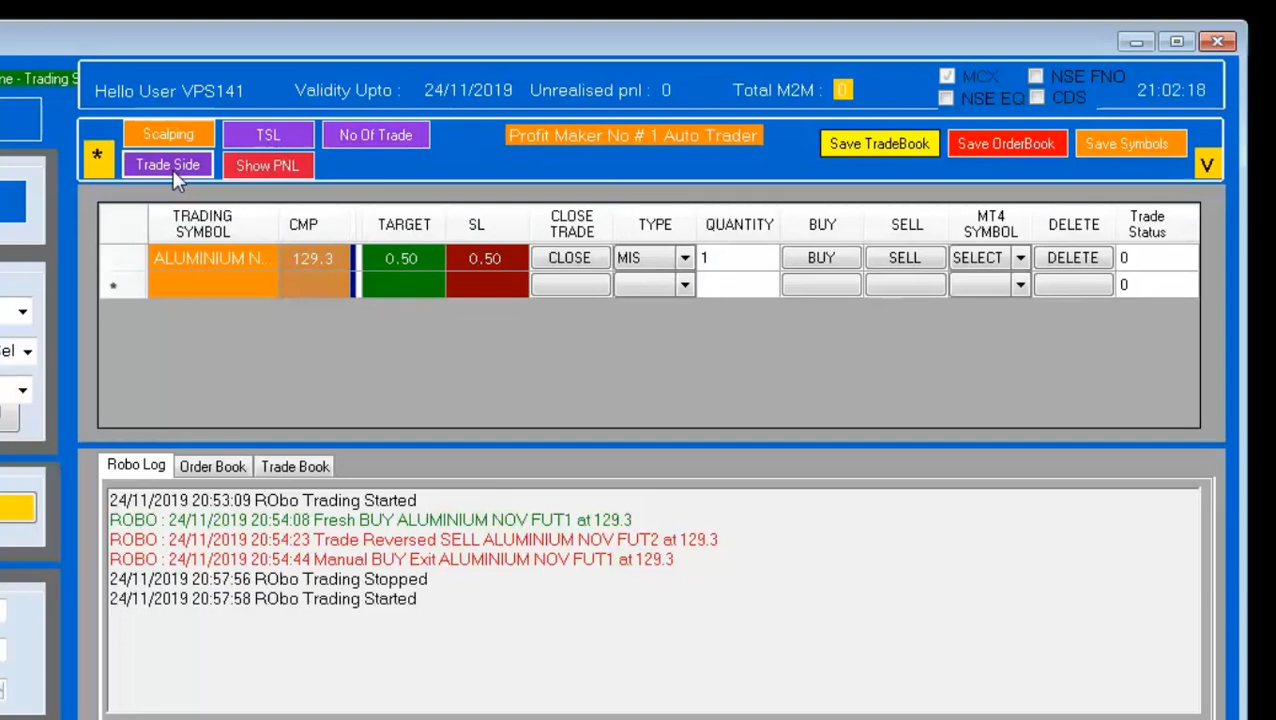 ne - Trading S
Hello User VPS141 Validity Upto : 24/11/2019 Unrealised pnl : 0 Total M2M : 0 MCX NSE FNO NSE EQ CDS 21:02:18
* Scalping TSL No Of Trade Profit Maker No # 1 Auto Trader Save TradeBook Save OrderBook Save Symbols V
Trade Side Show PNL
TRADING SYMBOL CMP TARGET SL CLOSE TRADE TYPE QUANTITY BUY SELL MT4 SYMBOL DELETE Trade Status
ALUMINIUM N... 129.3 0.50 0.50 CLOSE MIS 1 BUY SELL SELECT DELETE 0
* 0
Sel
Robo Log Order Book Trade Book
24/11/2019 20:53:09 RObo Trading Started
ROBO : 24/11/2019 20:54:08 Fresh BUY ALUMINIUM NOV FUT1 at 129.3
ROBO : 24/11/2019 20:54:23 Trade Reversed SELL ALUMINIUM NOV FUT2 at 129.3
ROBO : 24/11/2019 20:54:44 Manual BUY Exit ALUMINIUM NOV FUT1 at 129.3
24/11/2019 20:57:56 RObo Trading Stopped
24/11/2019 20:57:58 RObo Trading Started